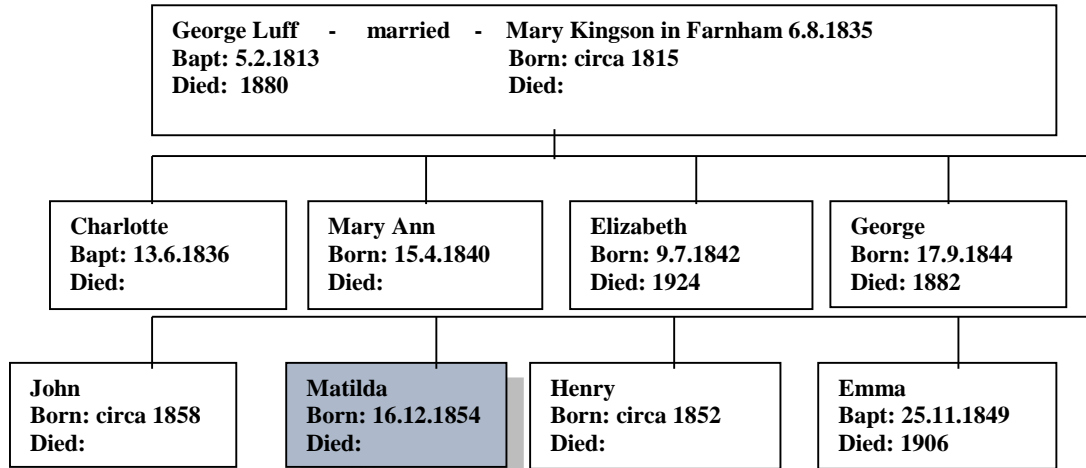 George Luff - married - Mary Kingson in Farnham 6.8.1835
Bapt: 5.2.1813 Born: circa 1815
Died: 1880 Died:
Charlotte
Bapt: 13.6.1836
Died:
Mary Ann
Born: 15.4.1840
Died:
Elizabeth
Born: 9.7.1842
Died: 1924
George
Born: 17.9.1844
Died: 1882
John
Born: circa 1858
Died:
Matilda
Born: 16.12.1854
Died:
Henry
Born: circa 1852
Died:
Emma
Bapt: 25.11.1849
Died: 1906